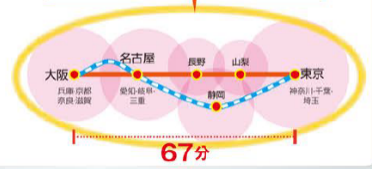 大阪
兵庫・京都
奈良・滋賀
名古屋
愛知・岐阜・
三重
長野
山梨
静岡
東京
神奈川・千葉・
埼玉
67分